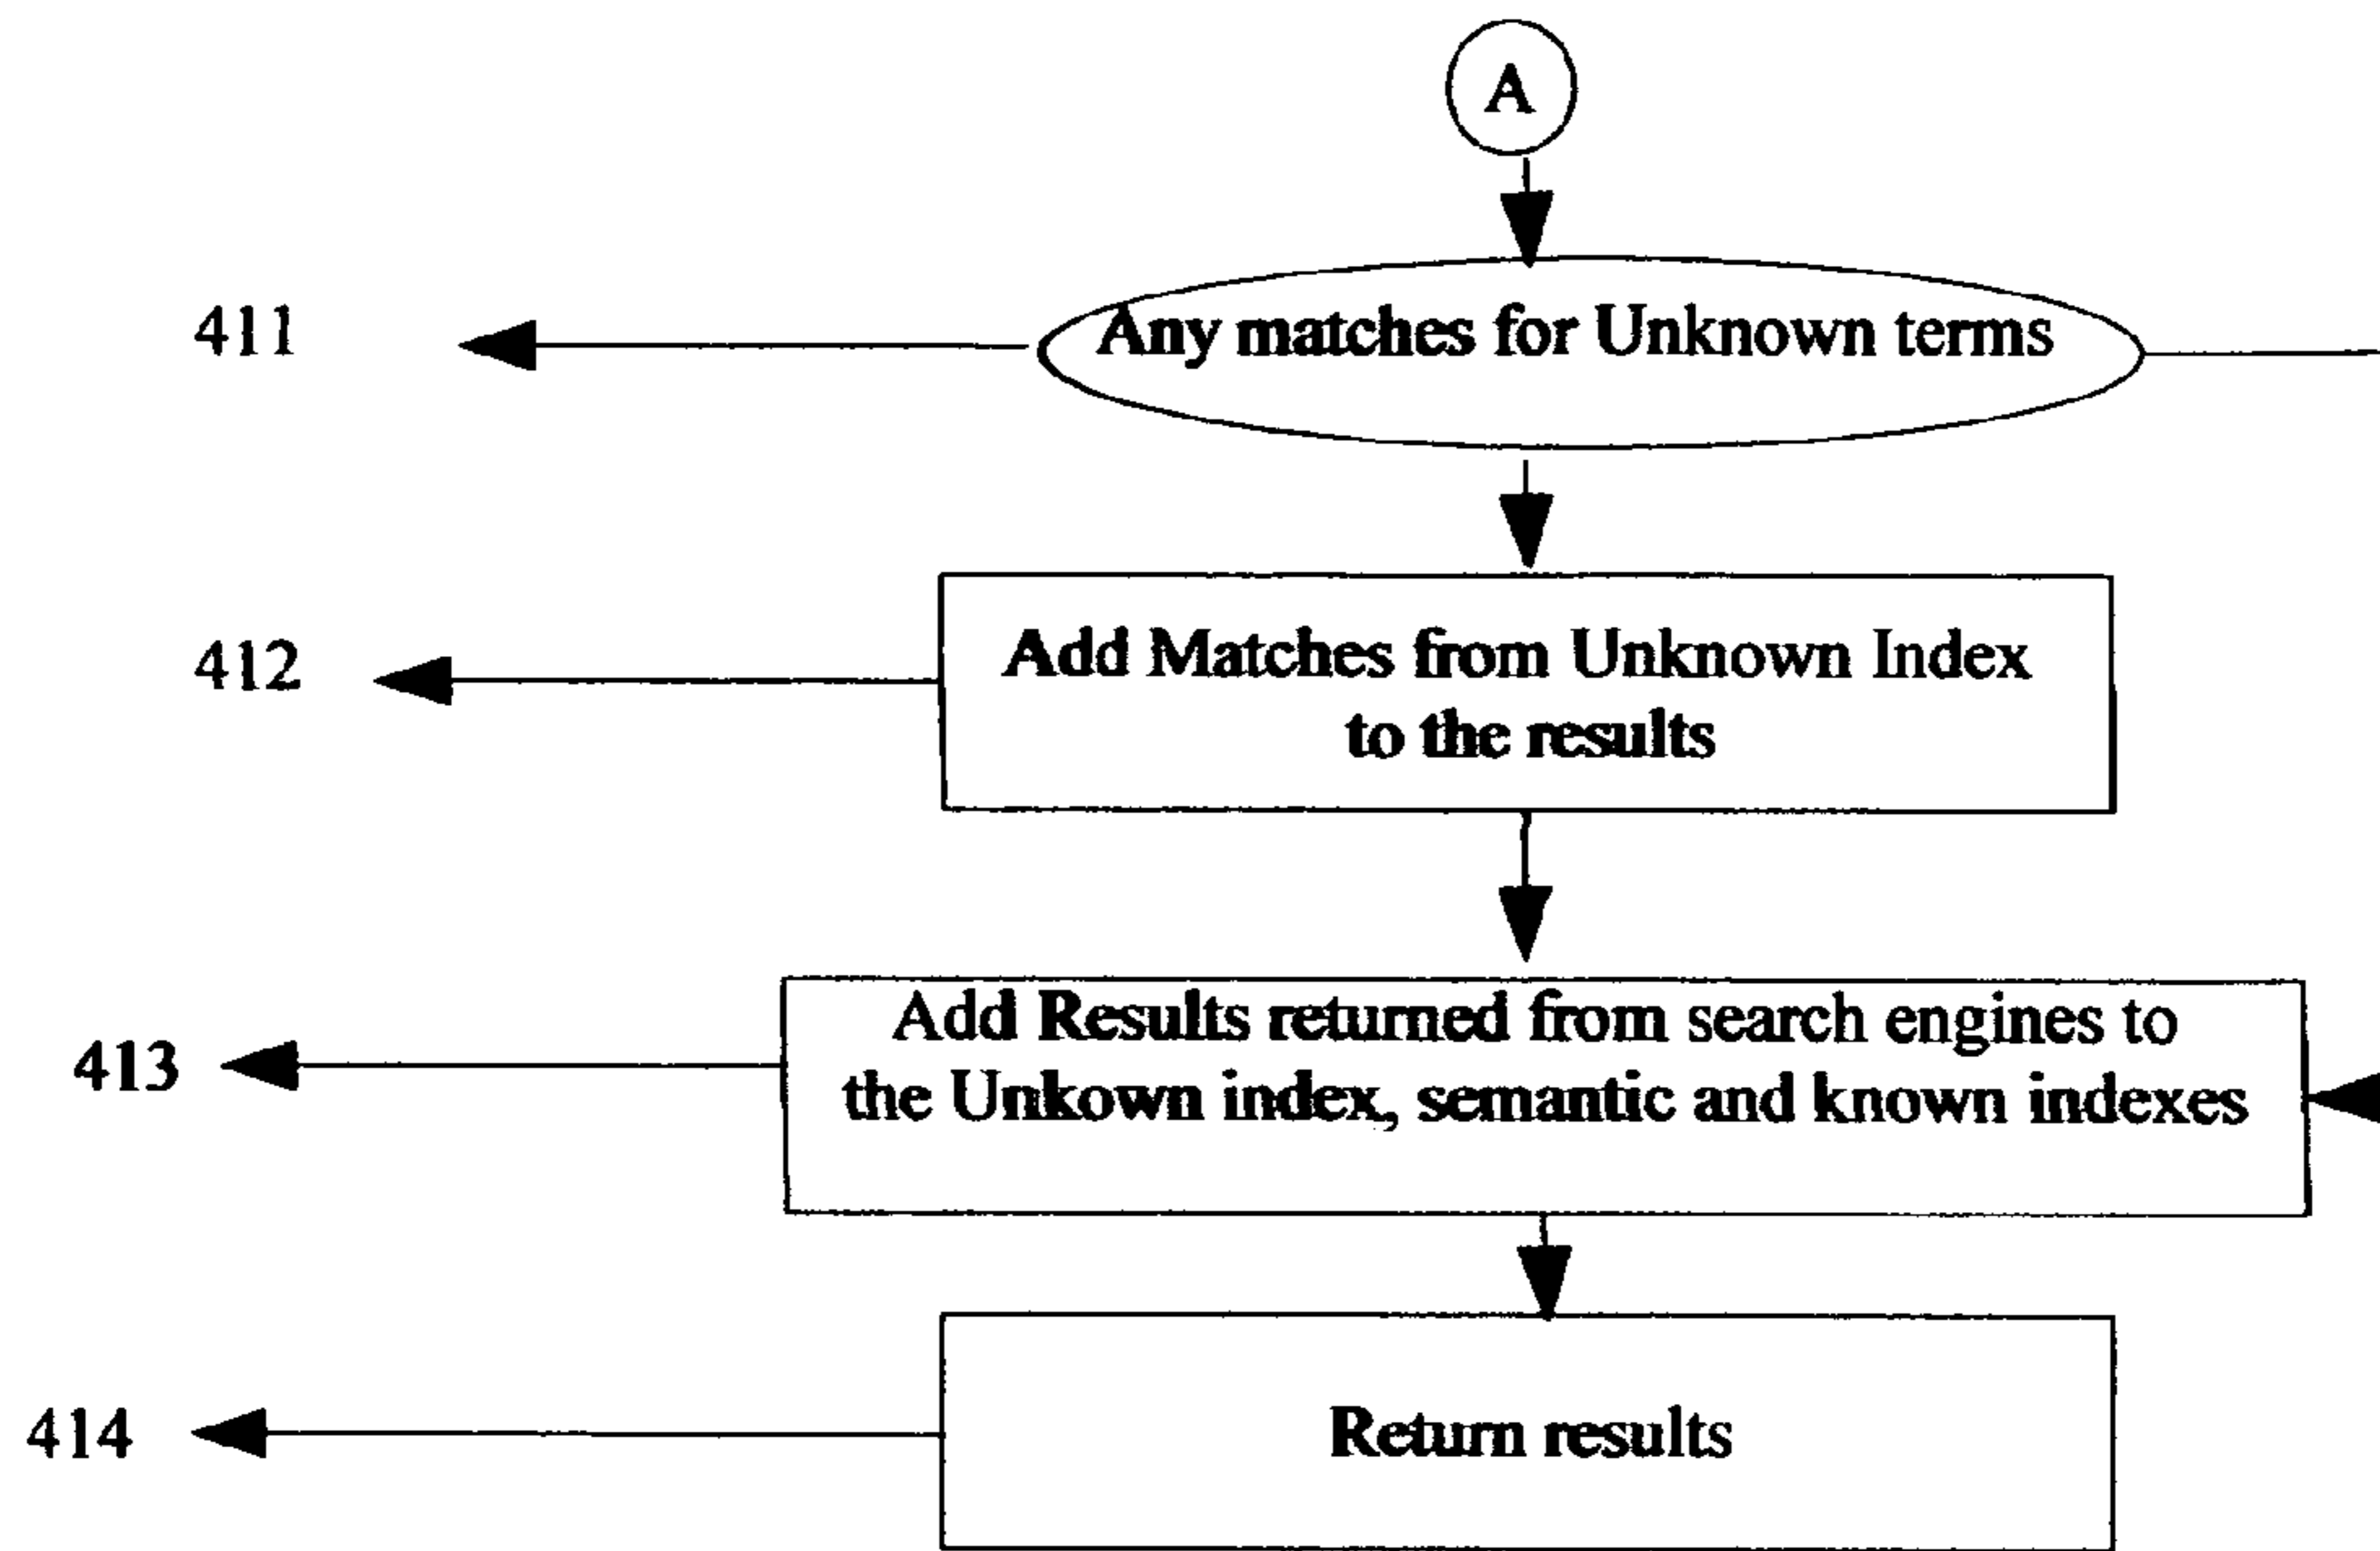 A
411
Any matches for Unknown terms
412
Add Matches from Unknown Index
to the results
413
Add Results returned from search engines to
the Unkown index, semantic and known indexes
414
Return results